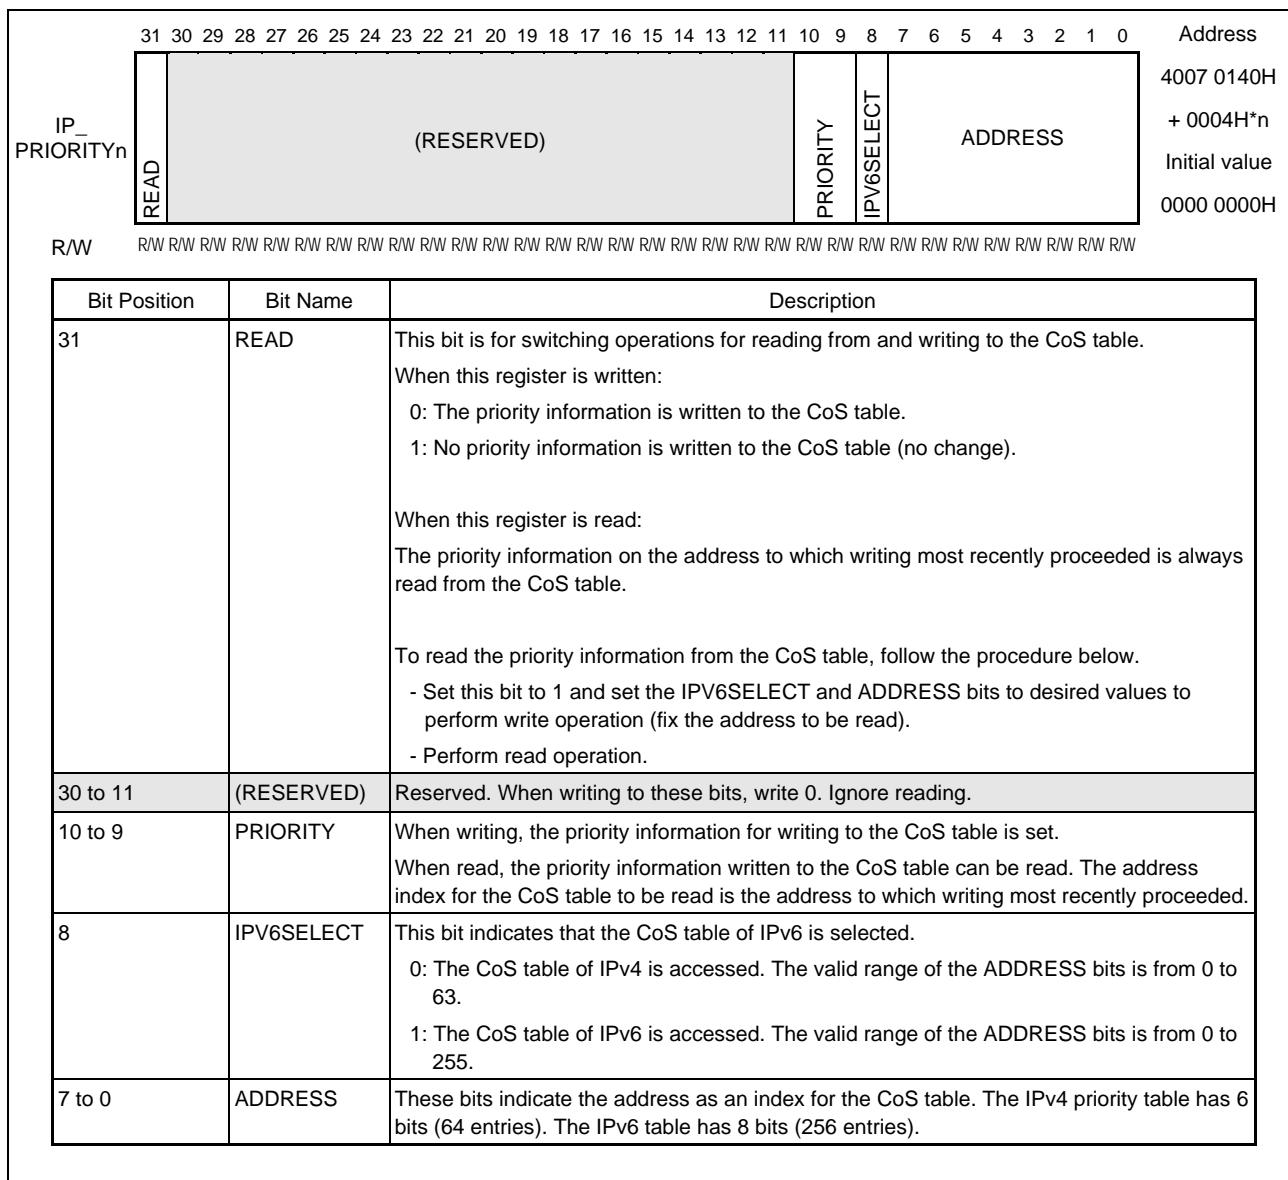 31 30 29 28 27 26 25 24 23 22 21 20 19 18 17 16 15 14 13 12 11 10 9 8 7 6 5 4 3 2 1 0 Address
4007 0140H
IP_ + 0004H*n
PRIORITYn READ (RESERVED) PRIORITY IPV6SELECT ADDRESS
Initial value
0000 0000H
R/W R/W R/W R/W R/W R/W R/W R/W R/W R/W R/W R/W R/W R/W R/W R/W R/W R/W R/W R/W R/W R/W R/W R/W R/W R/W R/W R/W R/W R/W R/W R/W R/W
Bit Position Bit Name Description
31 READ This bit is for switching operations for reading from and writing to the CoS table.
When this register is written:
0: The priority information is written to the CoS table.
1: No priority information is written to the CoS table (no change).
When this register is read:
The priority information on the address to which writing most recently proceeded is always
read from the CoS table.
To read the priority information from the CoS table, follow the procedure below.
- Set this bit to 1 and set the IPV6SELECT and ADDRESS bits to desired values to
perform write operation (fix the address to be read).
- Perform read operation.
30 to 11 (RESERVED) Reserved. When writing to these bits, write 0. Ignore reading.
10 to 9 PRIORITY When writing, the priority information for writing to the CoS table is set.
When read, the priority information written to the CoS table can be read. The address
index for the CoS table to be read is the address to which writing most recently proceeded.
8 IPV6SELECT This bit indicates that the CoS table of IPv6 is selected.
0: The CoS table of IPv4 is accessed. The valid range of the ADDRESS bits is from 0 to
63.
1: The CoS table of IPv6 is accessed. The valid range of the ADDRESS bits is from 0 to
255.
7 to 0 ADDRESS These bits indicate the address as an index for the CoS table. The IPv4 priority table has 6
bits (64 entries). The IPv6 table has 8 bits (256 entries).